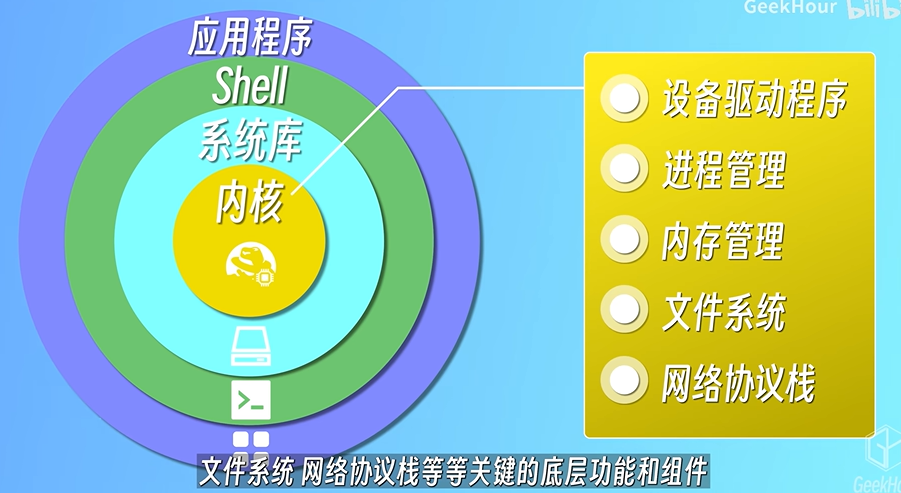 GeekHour bilibi
应用程序
Shell
系统库
内核
设备驱动程序
进程管理
内存管理
文件系统
网络协议栈
文件系统 网络协议栈等等关键的底层功能和组件
GeekHou